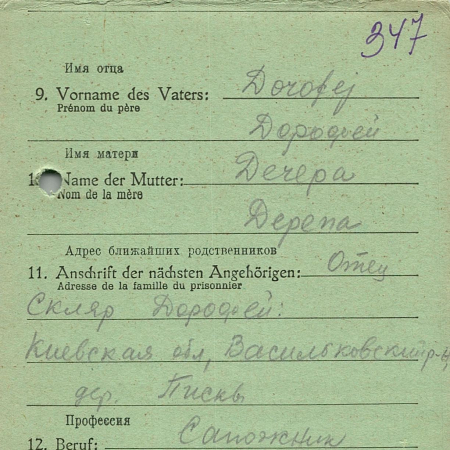 347
Имя отца
9. Vorname des Vaters: Dorofej
Prénom du père
Дорофей
Имя матери
Name der Mutter: Дечера
Nom de la mère
Дерепа
Адрес ближайших родственников
11. Anschrift der nächsten Angehörigen: Отец
Adresse de la famille du prisonnier
Скляр Дорофей:
Киевская обл, Васильковский р-н,
дер.
Профессия
12. Beruf: Сапожник